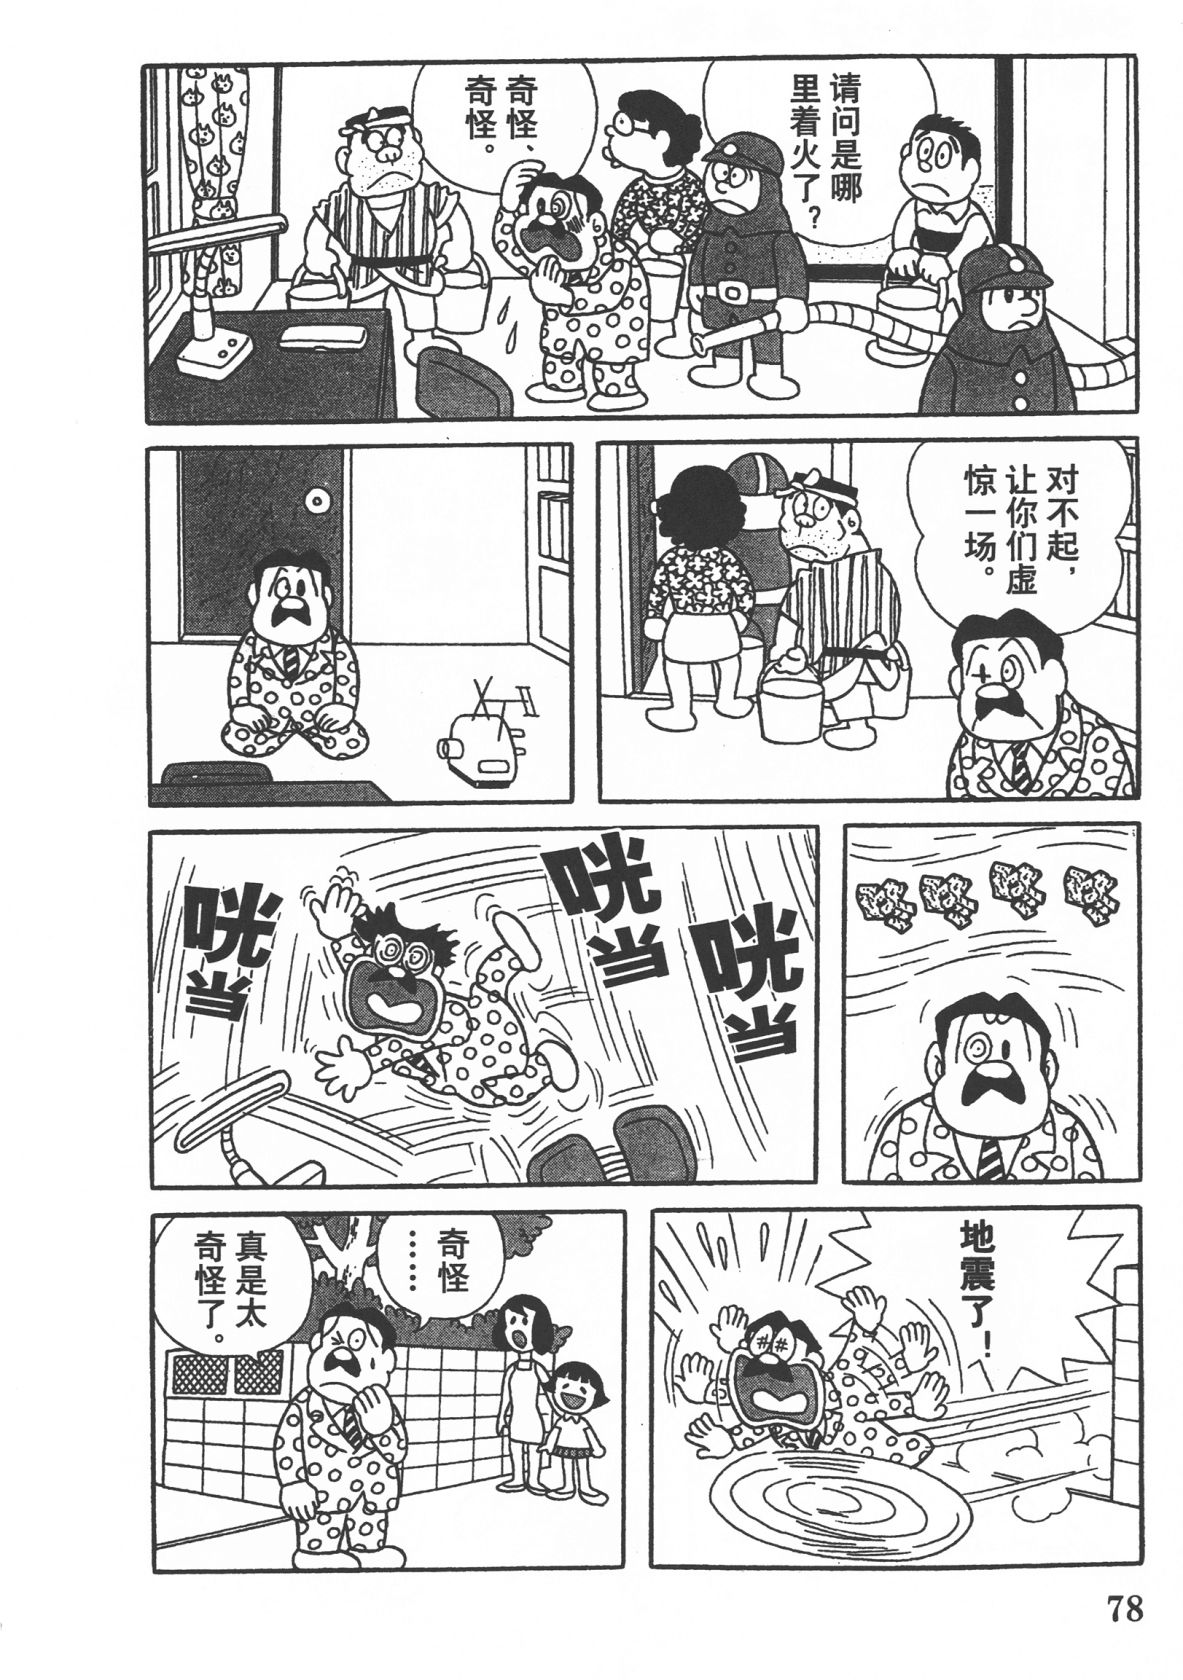 请问是哪
里着火了？
奇怪、
奇怪。
对不起，
让你们虚
惊一场。
咣当
咣当
咣当
地震了！
奇怪
……
真是太
奇怪了。
78